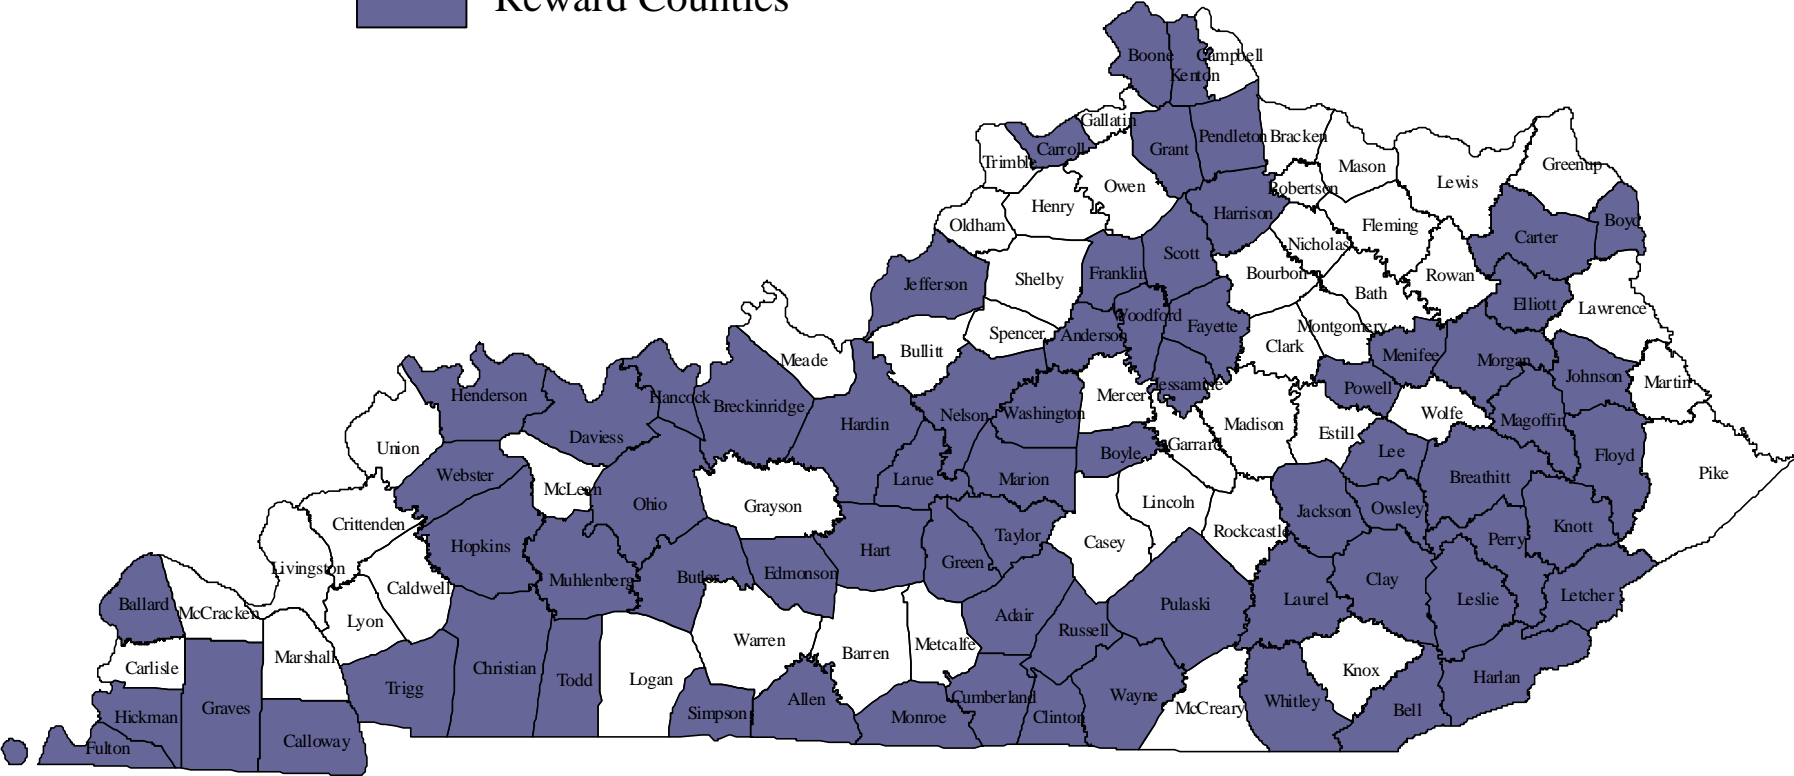 Reward Counties
Boone
Campbell
Kenton
Gallatin
Carroll
Grant
Pendleton
Bracken
Trimble
Mason
Greenup
Owen
Lewis
Robertson
Henry
Harrison
Oldham
Fleming
Boyd
Carter
Nicholas
Scott
Franklin
Bourbon
Rowan
Shelby
Jefferson
Bath
Elliott
Lawrence
Woodford
Fayette
Montgomery
Spencer
Anderson
Clark
Bullitt
Menifee
Morgan
Meade
Johnson
Martin
Jessamine
Powell
Henderson
Hancock
Mercer
Breckinridge
Nelson
Washington
Wolfe
Magoffin
Hardin
Madison
Estill
Daviess
Garrard
Union
Boyle
Lee
Floyd
Webster
Larue
Marion
Breathitt
Pike
McLean
Ohio
Grayson
Lincoln
Jackson
Owsley
Crittenden
Rockcastle
Knott
Taylor
Perry
Hopkins
Hart
Casey
Green
Livingston
Muhlenberg
Butler
Edmonson
Clay
Caldwell
Ballard
Pulaski
Laurel
Leslie
Letcher
McCracken
Lyon
Adair
Russell
Warren
Metcalfe
Barren
Marshall
Carlisle
Christian
Todd
Logan
Knox
Harlan
Trigg
Allen
Cumberland
Wayne
Whitley
Graves
McCreary
Bell
Hickman
Simpson
Monroe
Clinton
Calloway
Fulton